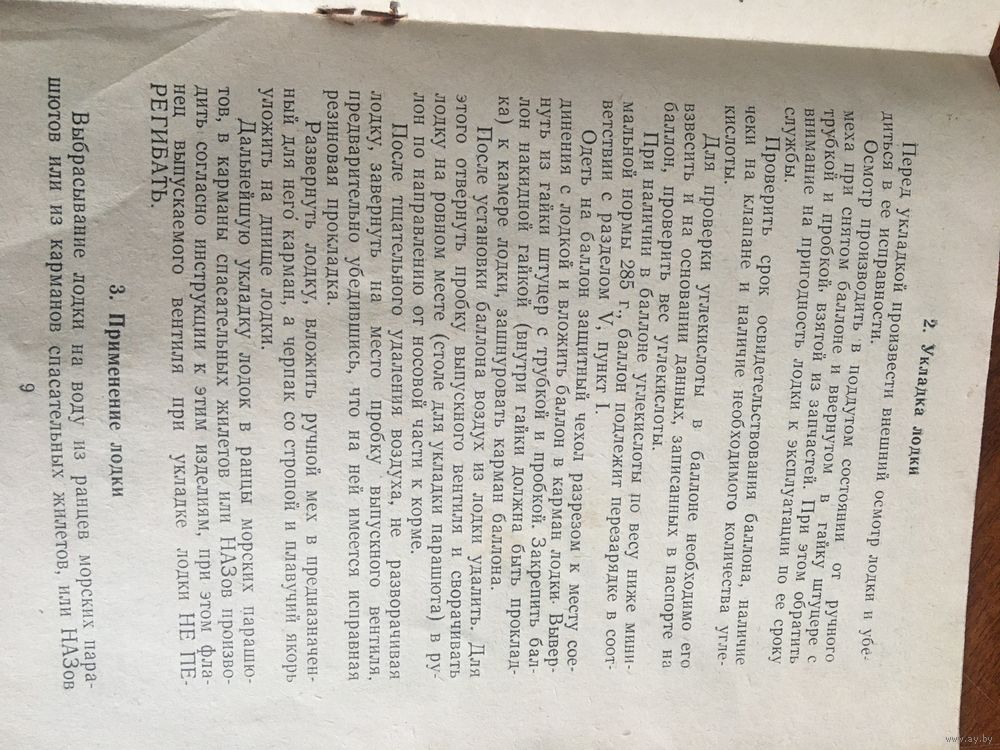 2. Укладка лодки
Перед укладкой произвести внешний осмотр лодки и убе-
диться в ее исправности.
Осмотр производить в поддутом состоянии от ручного
меха при снятом баллоне и ввернутом в гайку штуцере с
трубкой и пробкой, взятой из запчастей. При этом обратить
внимание на пригодность лодки к эксплуатации по ее сроку
службы.
Проверить срок освидетельствования баллона, наличие
чеки на клапане и наличие необходимого количества угле-
кислоты.
Для проверки углекислоты в баллоне необходимо его
взвесить и на основании данных, записанных в паспорте на
баллон, проверить вес углекислоты.
При наличии в баллоне углекислоты по весу ниже мини-
мальной нормы 285 г., баллон подлежит перезарядке в соот-
ветствии с разделом V, пункт I.
Одеть на баллон защитный чехол разрезом к месту сое-
динения с лодкой и вложить баллон в карман лодки. Вывер-
нуть из гайки штуцер с трубкой и пробкой. Закрепить бал-
лон накидной гайкой (внутри гайки должна быть проклад-
ка) к камере лодки, зашнуровать карман баллона.
После установки баллона воздух из лодки удалить. Для
этого отвернуть пробку выпускного вентиля и сворачивать
лодку на ровном месте (столе для укладки парашюта) в ру-
лон по направлению от носовой части к корме.
После тщательного удаления воздуха, не разворачивая
лодку, завернуть на место пробку выпускного вентиля,
предварительно убедившись, что на ней имеется исправная
резиновая прокладка.
Развернуть лодку, вложить ручной мех в предназначен-
ный для него карман, а черпак со стропой и плавучий якорь
уложить на днище лодки.
Дальнейшую укладку лодок в ранцы морских парашю-
тов, в карманы спасательных жилетов или НАЗов произво-
дить согласно инструкции к этим изделиям, при этом фла-
нец выпускаемого вентиля при укладке лодки НЕ ПЕ-
РЕГИБАТЬ.
3. Применение лодки
Выбрасывание лодки на воду из ранцев морских пара-
шютов или из карманов спасательных жилетов, или НАЗов
9
www.ay.by